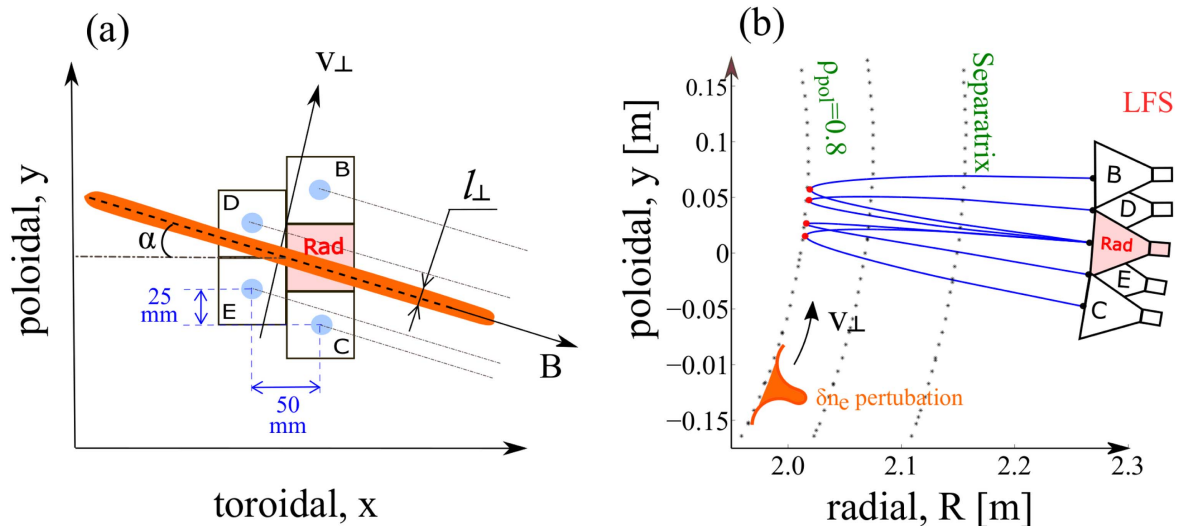 (a)
V⊥
B
D
l⊥
α
Rad
25
mm
E
C
B
50
mm
poloidal, y
toroidal, x
(b)
0.15
0.1
0.05
0
−0.05
−0.01
−0.15
poloidal, y [m]
ρpol=0.8
Separatrix
LFS
B
D
Rad
E
C
V⊥
δne pertubation
2.0
2.1
2.2
2.3
radial, R [m]